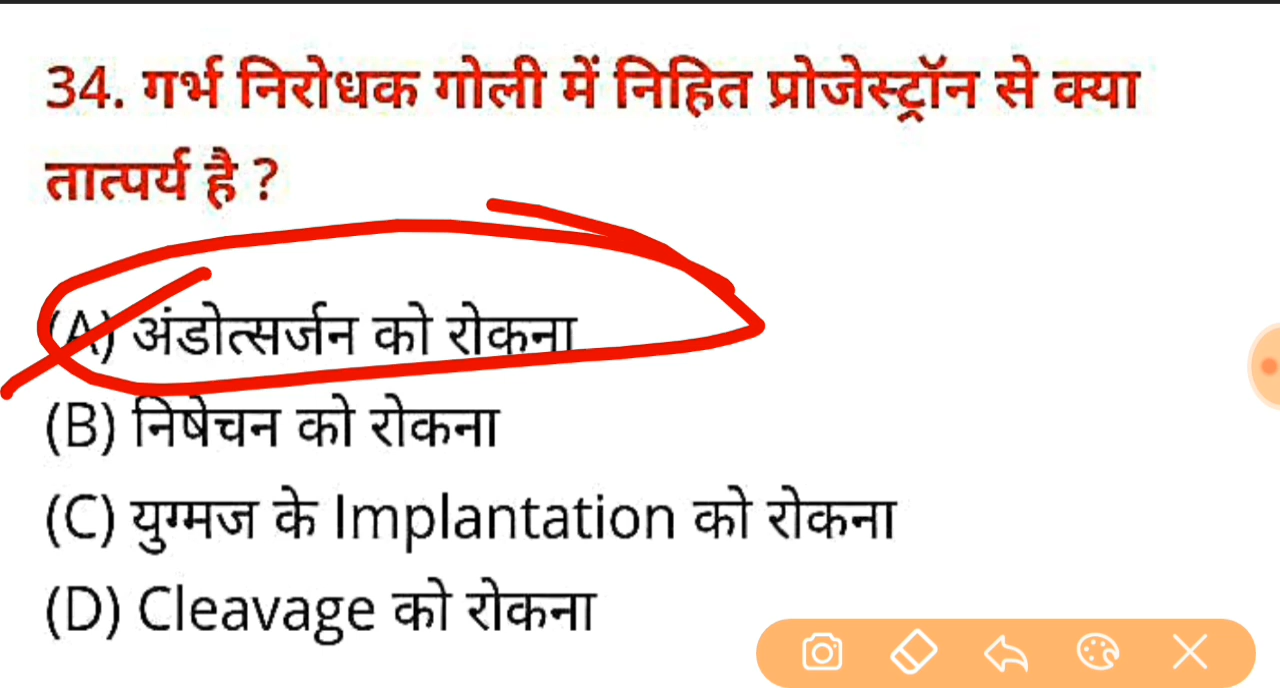 34. गर्भ निरोधक गोली में निहित प्रोजेस्ट्रॉन से क्या
तात्पर्य है ?
(A) अंडोत्सर्जन को रोकना
(B) निषेचन को रोकना
(C) युग्मज के Implantation को रोकना
(D) Cleavage को रोकना